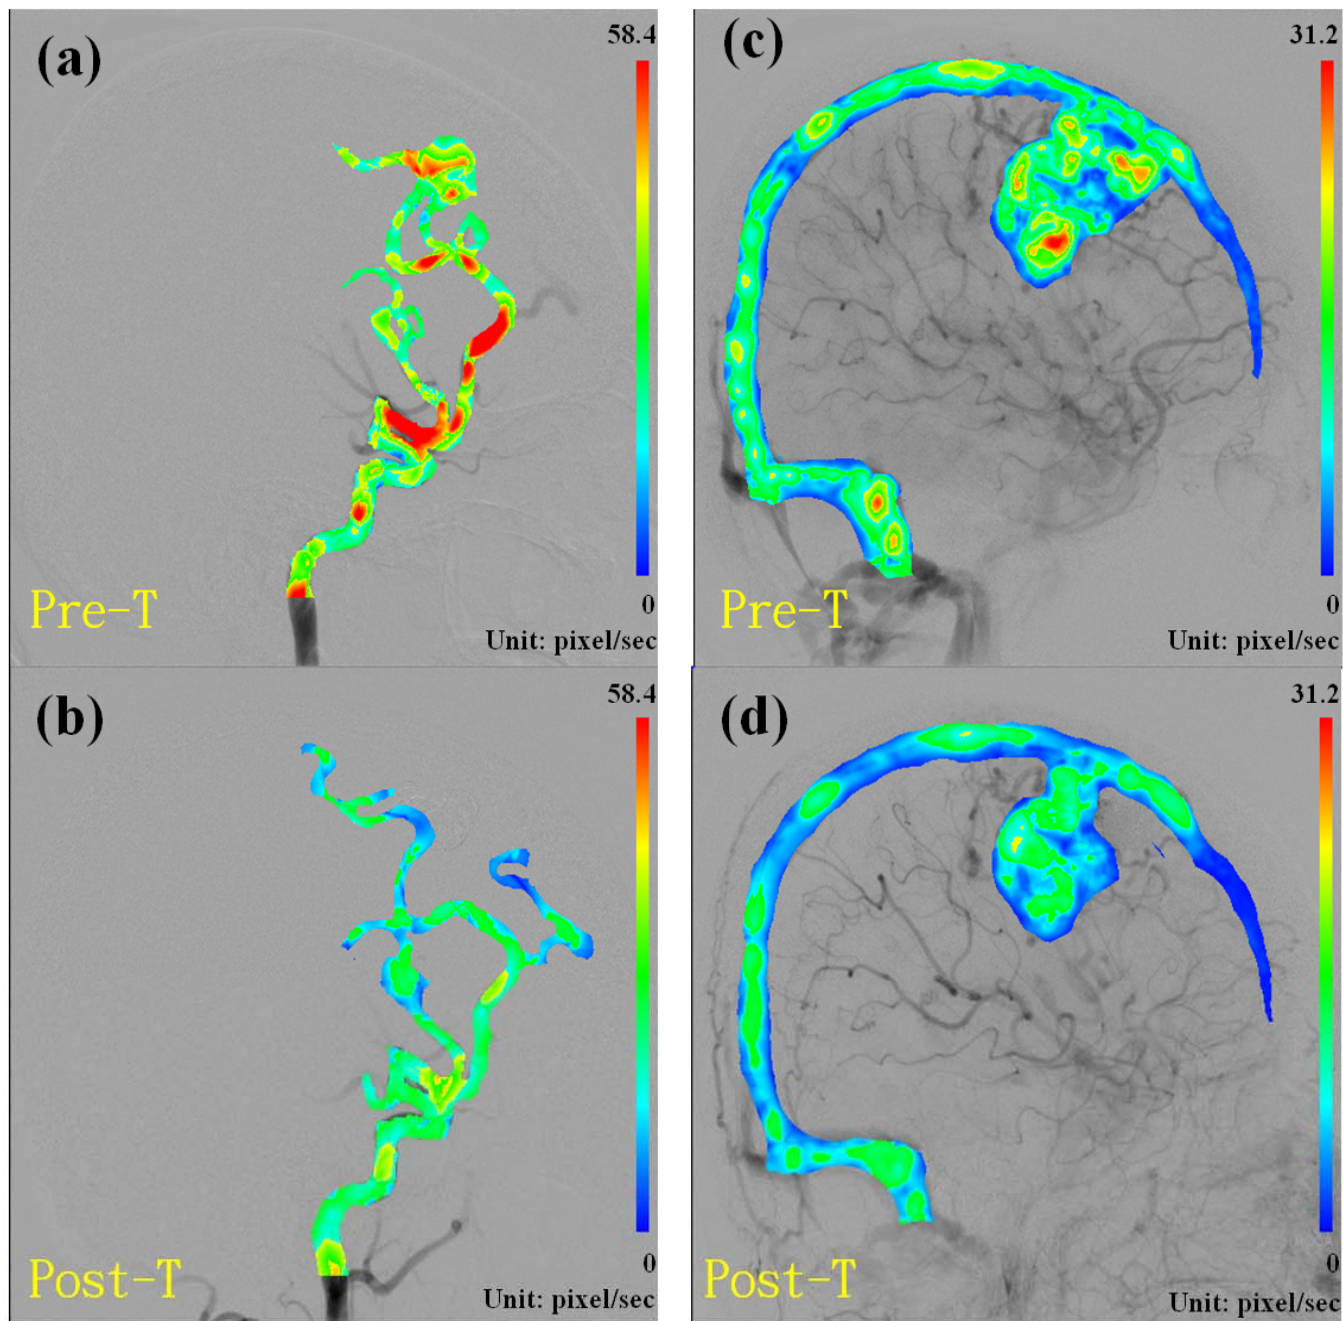 (a)
58.4
0
Unit: pixel/sec
Pre-T
(c)
31.2
0
Unit: pixel/sec
Pre-T
(b)
58.4
0
Unit: pixel/sec
Post-T
(d)
31.2
0
Unit: pixel/sec
Post-T